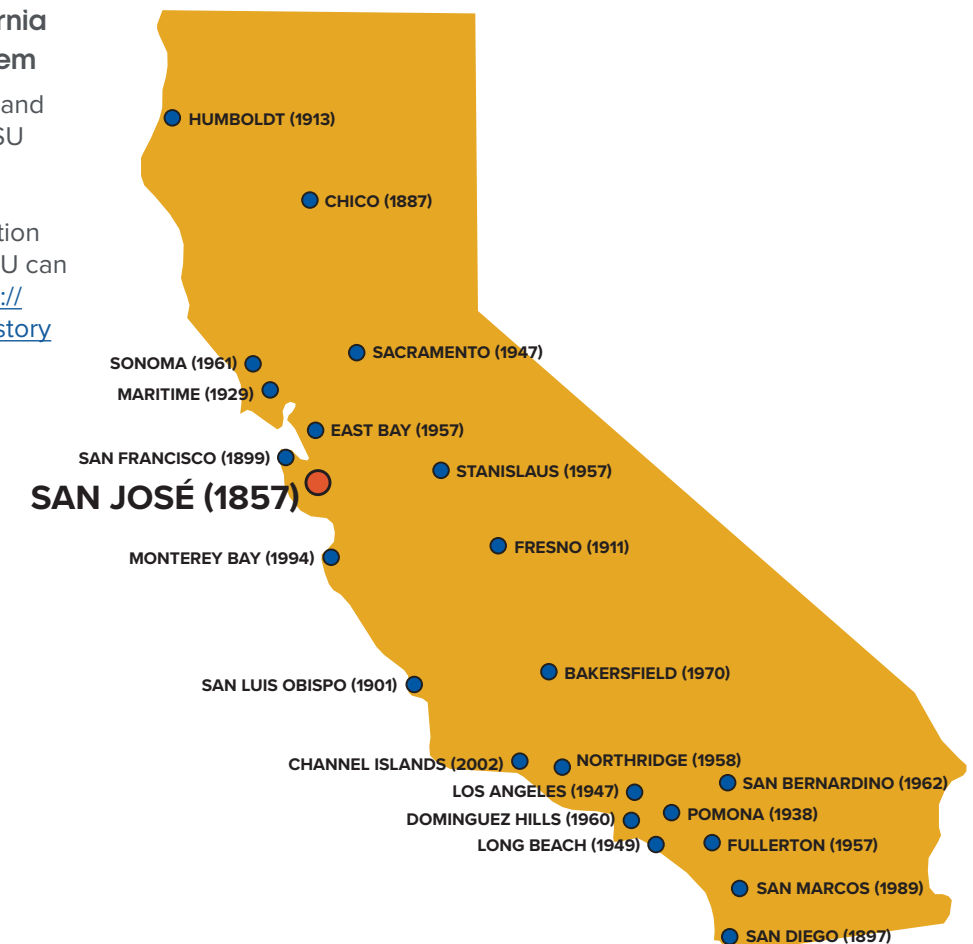 rnia
em
and
SU
tion
U can
://
story
HUMBOLDT (1913)
CHICO (1887)
SONOMA (1961)
SACRAMENTO (1947)
MARITIME (1929)
EAST BAY (1957)
SAN FRANCISCO (1899)
STANISLAUS (1957)
SAN JOSÉ (1857)
FRESNO (1911)
MONTEREY BAY (1994)
BAKERSFIELD (1970)
SAN LUIS OBISPO (1901)
CHANNEL ISLANDS (2002)
NORTHRIDGE (1958)
SAN BERNARDINO (1962)
LOS ANGELES (1947)
POMONA (1938)
DOMINGUEZ HILLS (1960)
LONG BEACH (1949)
FULLERTON (1957)
SAN MARCOS (1989)
SAN DIEGO (1897)